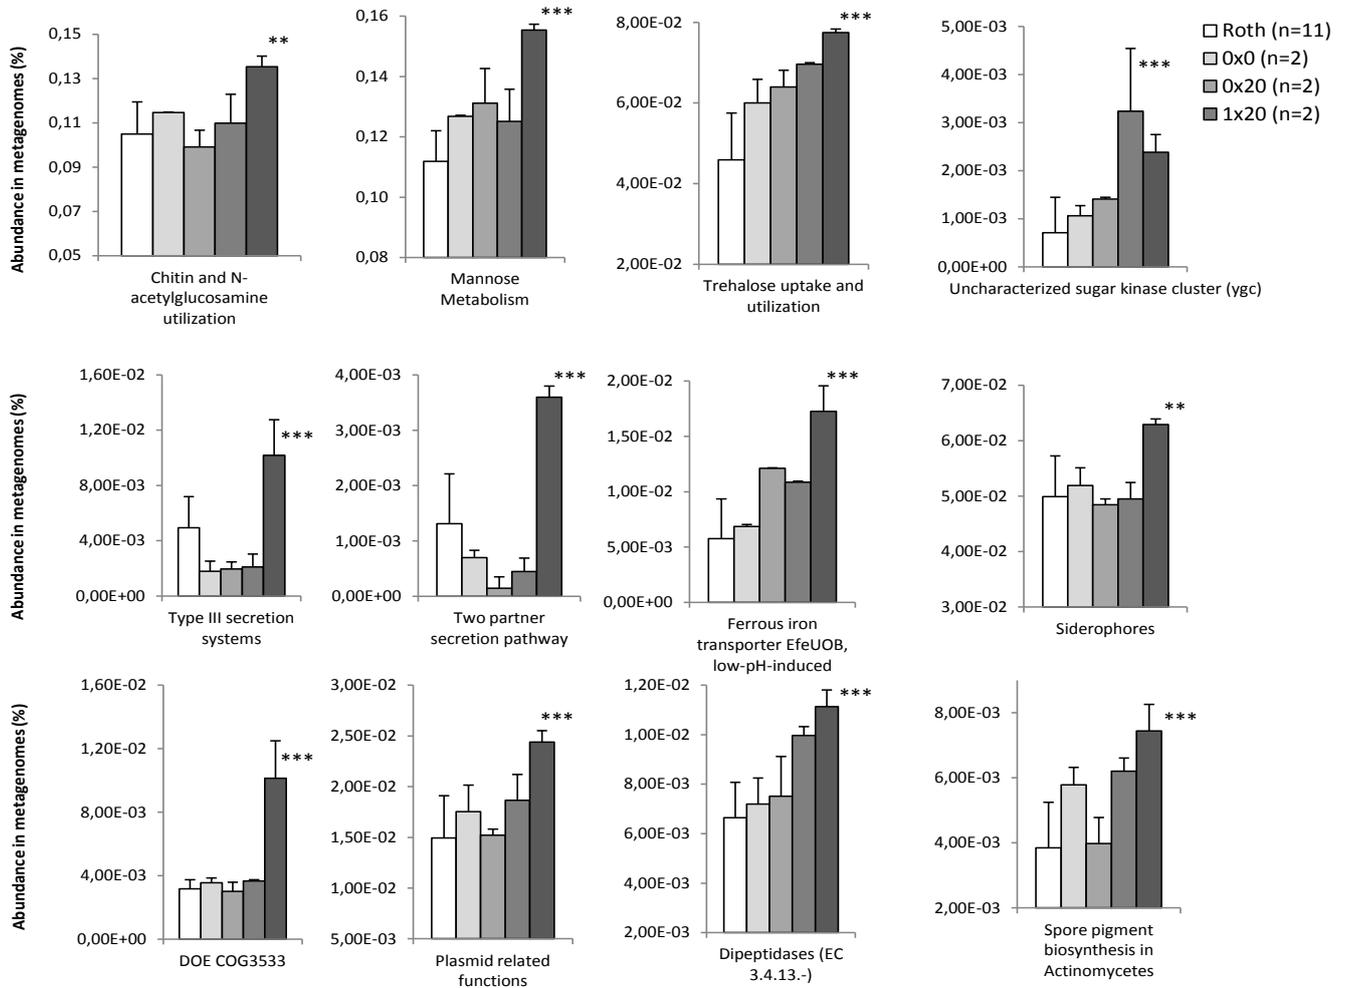 Abundance in metagenomes (%)
0,15
0,13
0,11
0,09
0,07
0,05
**
Chitin and N-
acetylglucosamine
utilization
0,16
0,14
0,12
0,10
0,08
***
Mannose
Metabolism
8,00E-02
6,00E-02
4,00E-02
2,00E-02
***
Trehalose uptake and
utilization
5,00E-03
4,00E-03
3,00E-03
2,00E-03
1,00E-03
0,00E+00
***
Uncharacterized sugar kinase cluster (ygc)
Roth (n=11)
0x0 (n=2)
0x20 (n=2)
1x20 (n=2)
Abundance in metagenomes (%)
1,60E-02
1,20E-02
8,00E-03
4,00E-03
0,00E+00
***
Type III secretion
systems
4,00E-03
3,00E-03
2,00E-03
1,00E-03
0,00E+00
***
Two partner
secretion pathway
2,00E-02
1,50E-02
1,00E-02
5,00E-03
0,00E+00
***
Ferrous iron
transporter EfeUOB,
low-pH-induced
7,00E-02
6,00E-02
5,00E-02
4,00E-02
3,00E-02
**
Siderophores
Abundance in metagenomes (%)
1,60E-02
1,20E-02
8,00E-03
4,00E-03
0,00E+00
***
DOE COG3533
3,00E-02
2,50E-02
2,00E-02
1,50E-02
1,00E-02
5,00E-03
***
Plasmid related
functions
1,20E-02
1,00E-02
8,00E-03
6,00E-03
4,00E-03
2,00E-03
***
Dipeptidases (EC
3.4.13.-)
8,00E-03
6,00E-03
4,00E-03
2,00E-03
***
Spore pigment
biosynthesis in
Actinomycetes